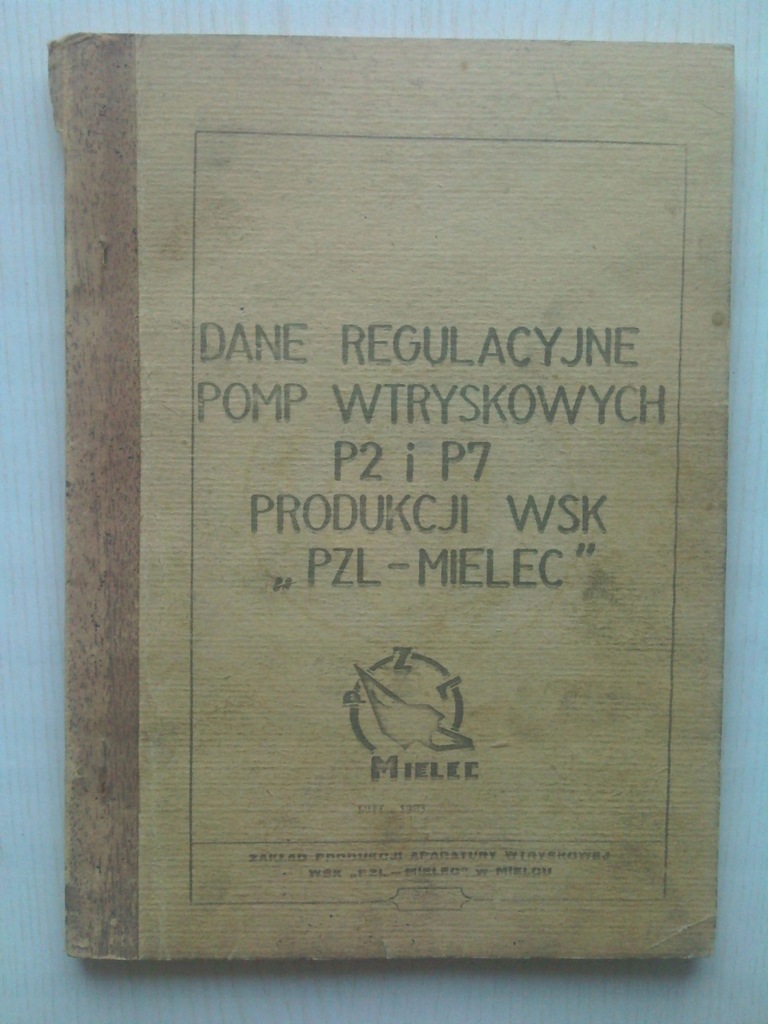 DANE REGULACYJNE
POMP WTRYSKOWYCH
P2 i P7
PRODUKCJI WSK
„PZL-MIELEC”
P Z L
MIELEC
ZAKŁAD PRODUKCJI APARATURY WTRYSKOWEJ
WSK „PZL-MIELEC” W MIELCU